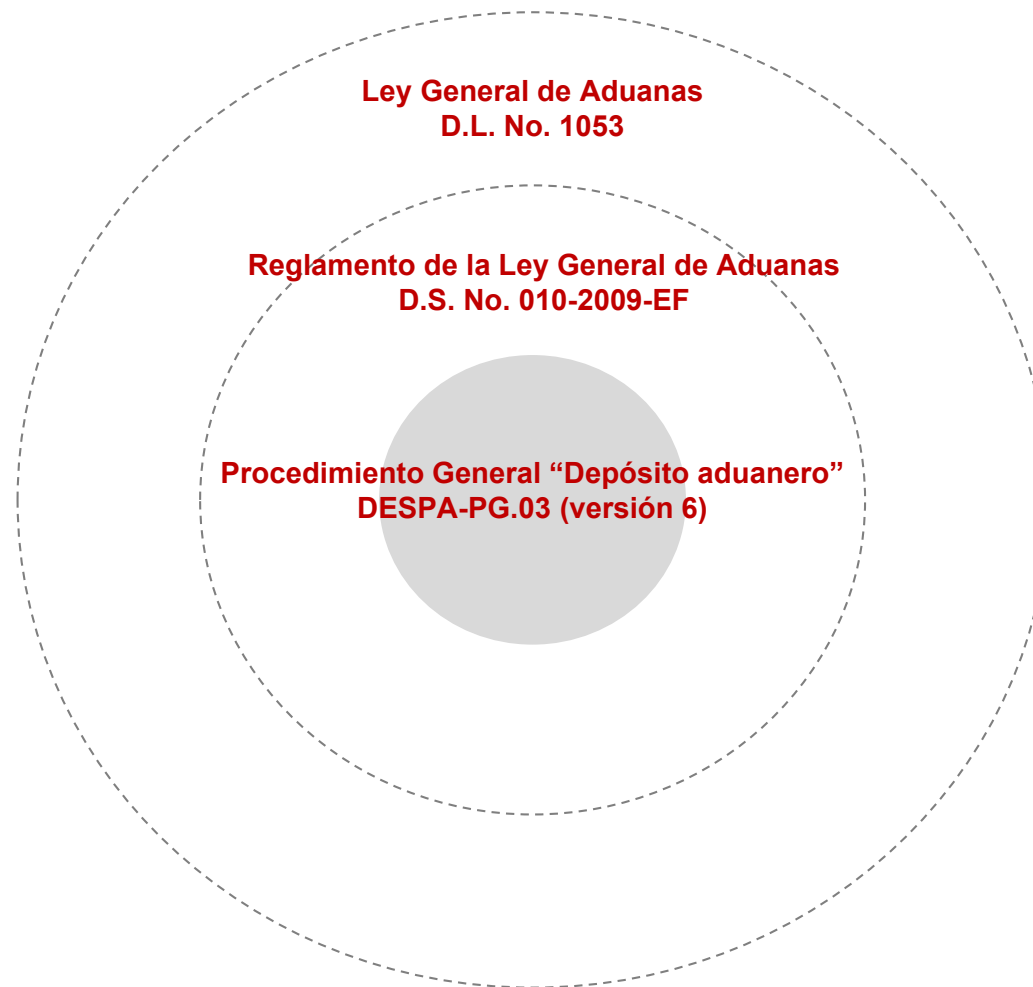 Ley General de Aduanas
D.L. No. 1053
Reglamento de la Ley General de Aduanas
D.S. No. 010-2009-EF
Procedimiento General “Depósito aduanero”
DESPA-PG.03 (versión 6)